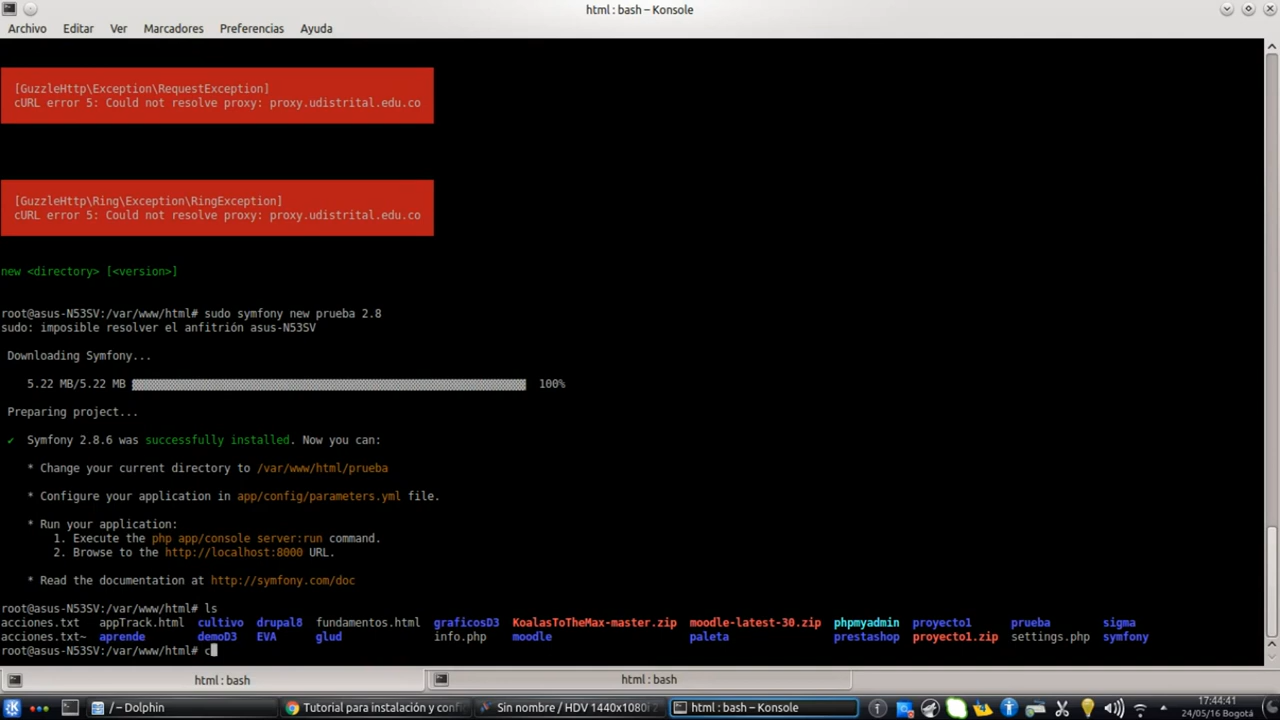 html : bash – Konsole
Archivo Editar Ver Marcadores Preferencias Ayuda
[GuzzleHttp\Exception\RequestException]
cURL error 5: Could not resolve proxy: proxy.udistrital.edu.co
[GuzzleHttp\Ring\Exception\RingException]
cURL error 5: Could not resolve proxy: proxy.udistrital.edu.co
new <directory> [<version>]
root@asus-N53SV:/var/www/html# sudo symfony new prueba 2.8
sudo: imposible resolver el anfitrión asus-N53SV
Downloading Symfony...
5.22 MB/5.22 MB 100%
Preparing project...
✔ Symfony 2.8.6 was successfully installed. Now you can:
* Change your current directory to /var/www/html/prueba
* Configure your application in app/config/parameters.yml file.
* Run your application:
1. Execute the php app/console server:run command.
2. Browse to the http://localhost:8000 URL.
* Read the documentation at http://symfony.com/doc
root@asus-N53SV:/var/www/html# ls
acciones.txt appTrack.html cultivo drupal8 fundamentos.html graficosD3 KoalasToTheMax-master.zip moodle-latest-30.zip phpmyadmin proyecto1 prueba sigma
acciones.txt~ aprende demoD3 EVA glud info.php moodle paleta prestashop proyecto1.zip settings.php symfony
root@asus-N53SV:/var/www/html# c
html : bash html : bash
/ – Dolphin Tutorial para instalación y confi Sin nombre / HDV 1440x1080i 2 html : bash – Konsole 17:44:41
24/05/16 Bogotá